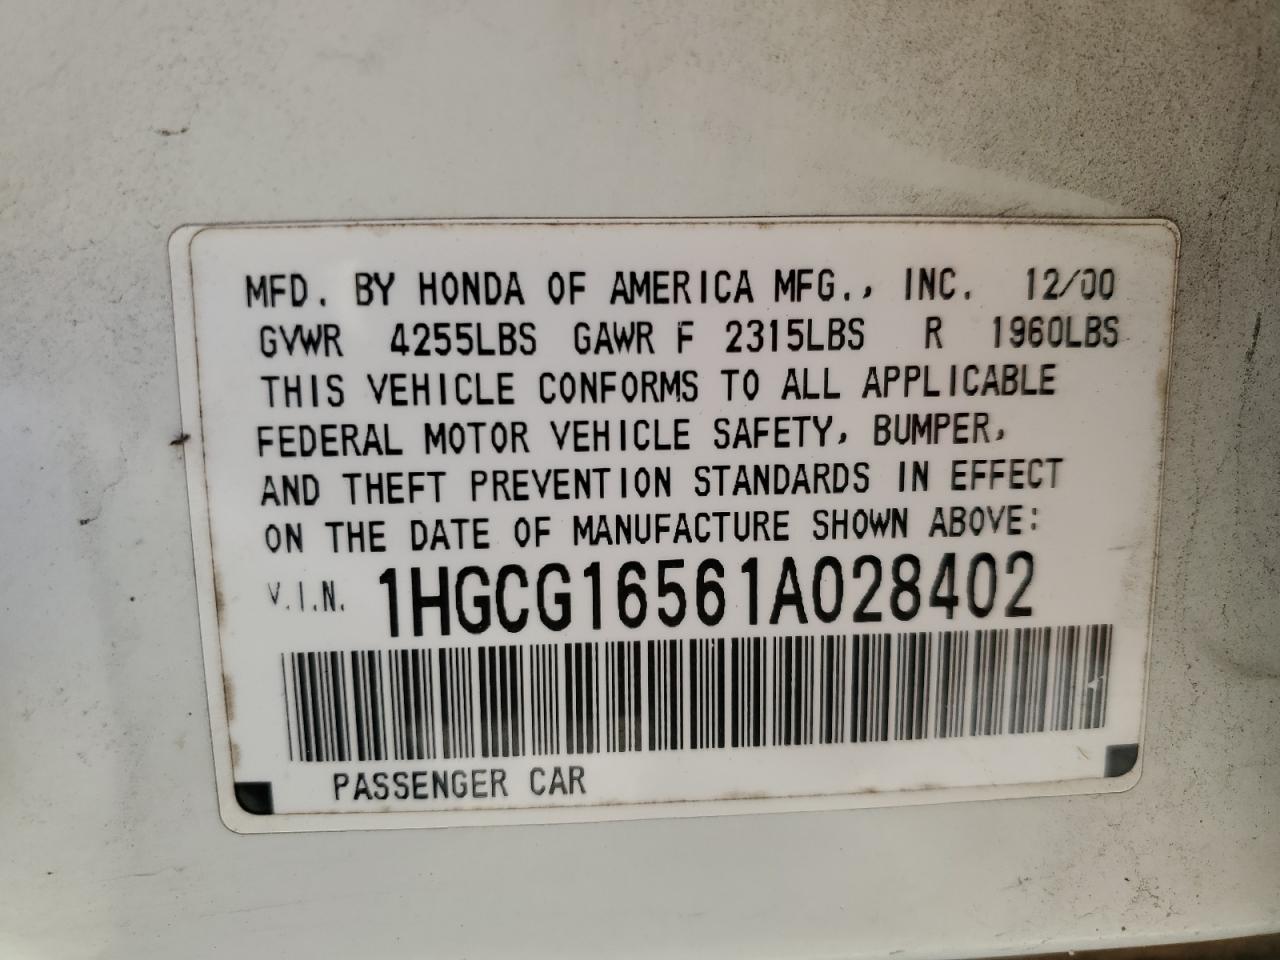 MFD. BY HONDA OF AMERICA MFG., INC. 12/00
GVWR 4255LBS GAWR F 2315LBS R 1960LBS
THIS VEHICLE CONFORMS TO ALL APPLICABLE
FEDERAL MOTOR VEHICLE SAFETY, BUMPER,
AND THEFT PREVENTION STANDARDS IN EFFECT
ON THE DATE OF MANUFACTURE SHOWN ABOVE:
V.I.N. 1HGCG16561A028402
PASSENGER CAR